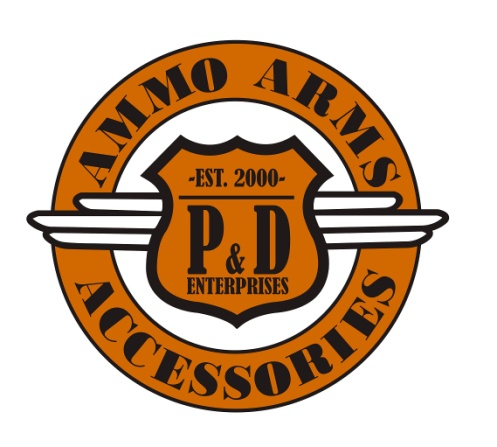 AMMO ARMS
-EST. 2000-
P & D
ENTERPRISES
ACCESSORIES